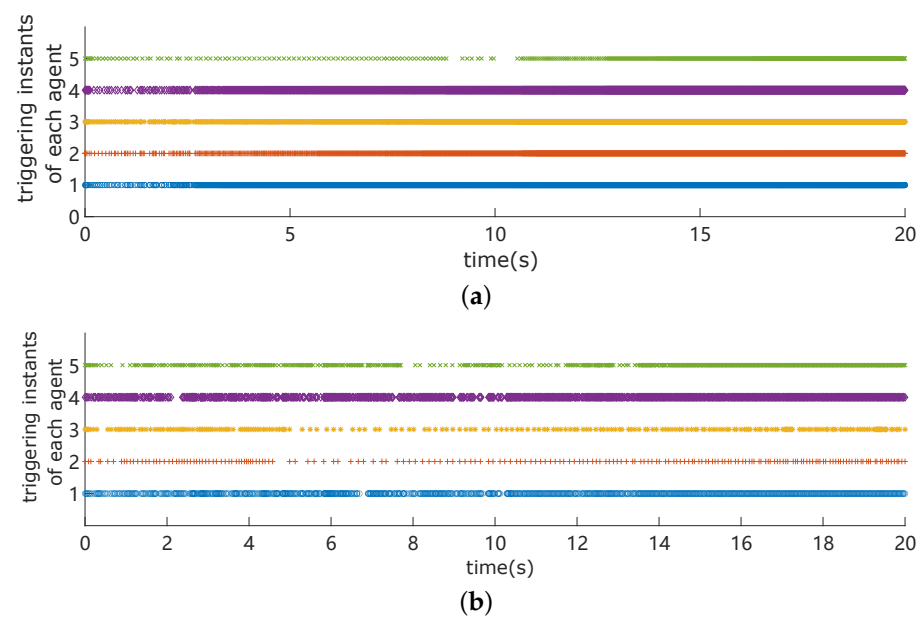 triggering instants
of each agent
5
4
3
2
1
0
0 5 10 15 20
time(s)
(a)
triggering instants
of each agent
5
4
3
2
1
0 2 4 6 8 10 12 14 16 18 20
time(s)
(b)